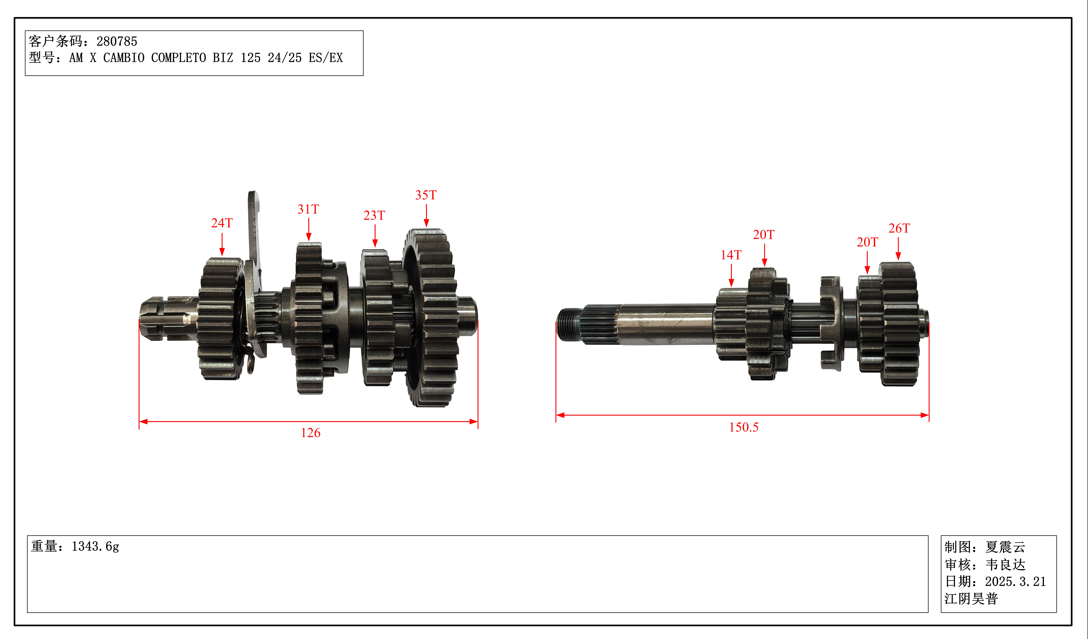 客户条码: 280785
型号: AM X CAMBIO COMPLETO BIZ 125 24/25 ES/EX
24T
31T
23T
35T
126
14T
20T
20T
26T
150.5
重量: 1343.6g
制图: 夏震云
审核: 韦良达
日期: 2025.3.21
江阴昊普